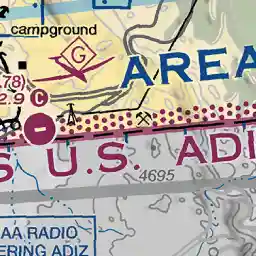 campground
G
AREA
.78)
2.9 C
S U.S. ADI
4695
AA RADIO
ERING ADIZ